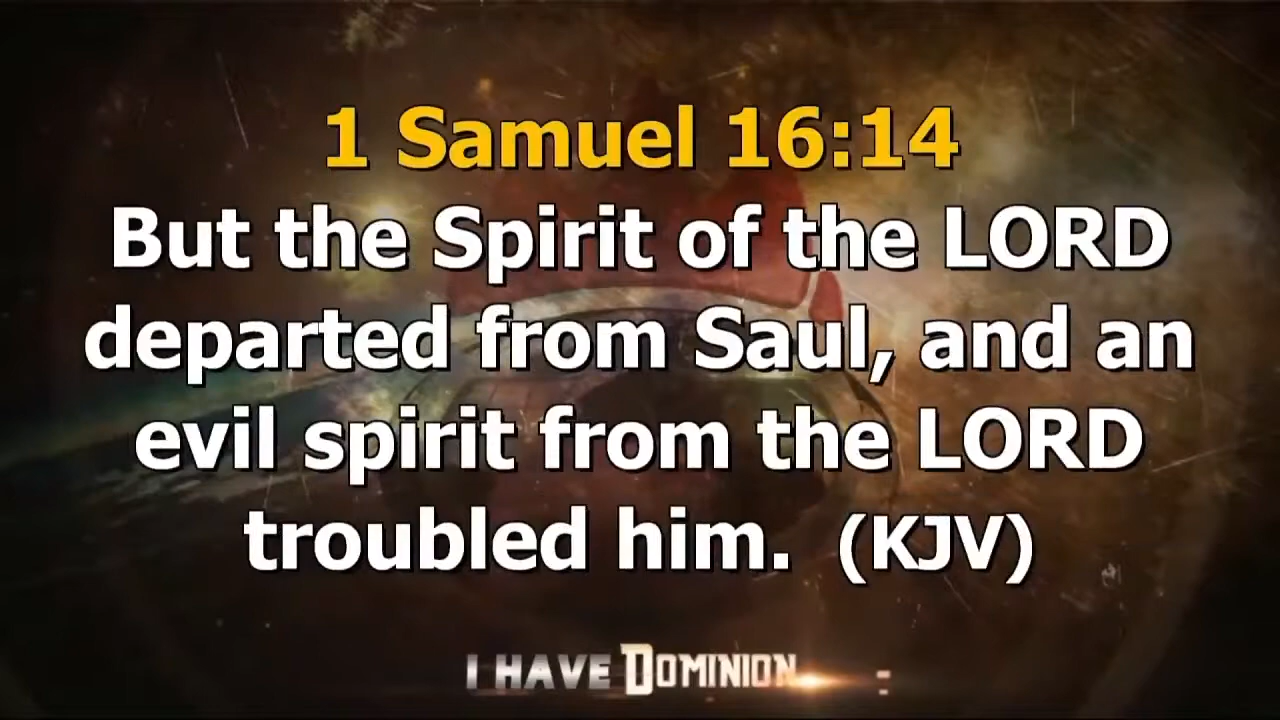 1 Samuel 16:14
But the Spirit of the LORD
departed from Saul, and an
evil spirit from the LORD
troubled him. (KJV)
I HAVE DOMINION